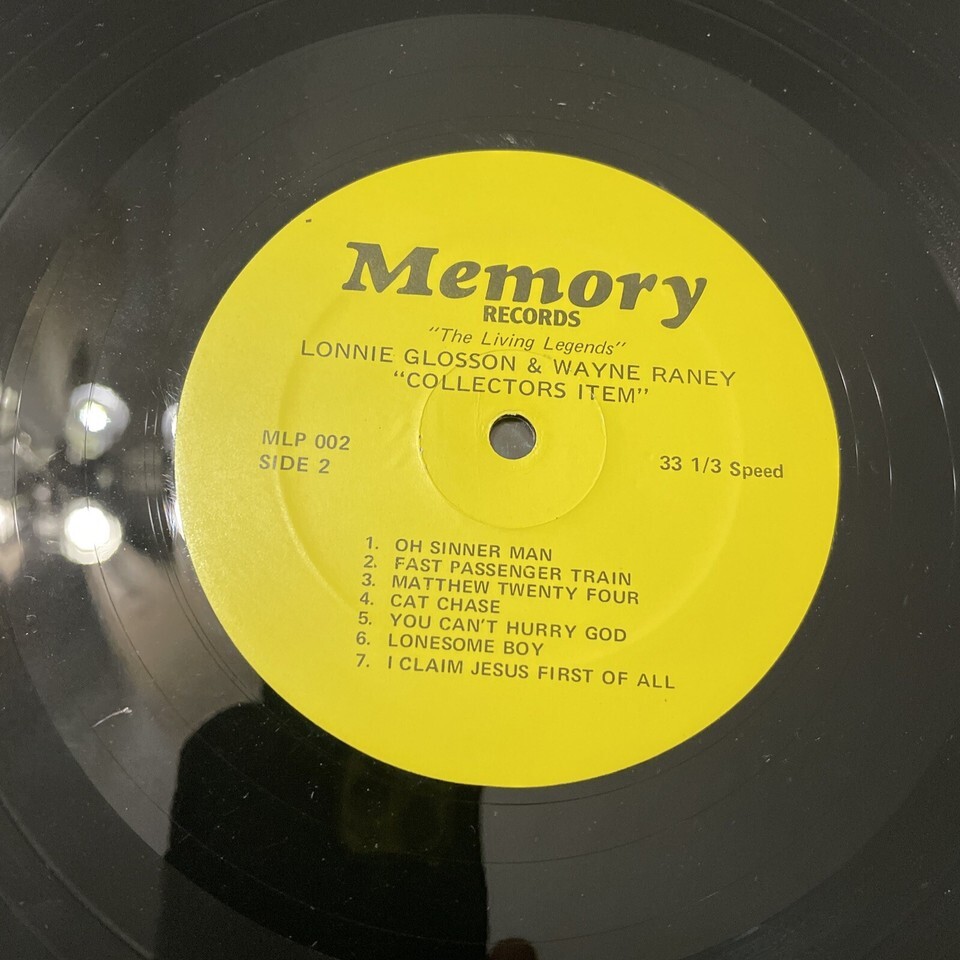 Memory
RECORDS
"The Living Legends"
LONNIE GLOSSON & WAYNE RANEY
"COLLECTORS ITEM"
MLP 002
SIDE 2
33 1/3 Speed
1. OH SINNER MAN
2. FAST PASSENGER TRAIN
3. MATTHEW TWENTY FOUR
4. CAT CHASE
5. YOU CAN'T HURRY GOD
6. LONESOME BOY
7. I CLAIM JESUS FIRST OF ALL